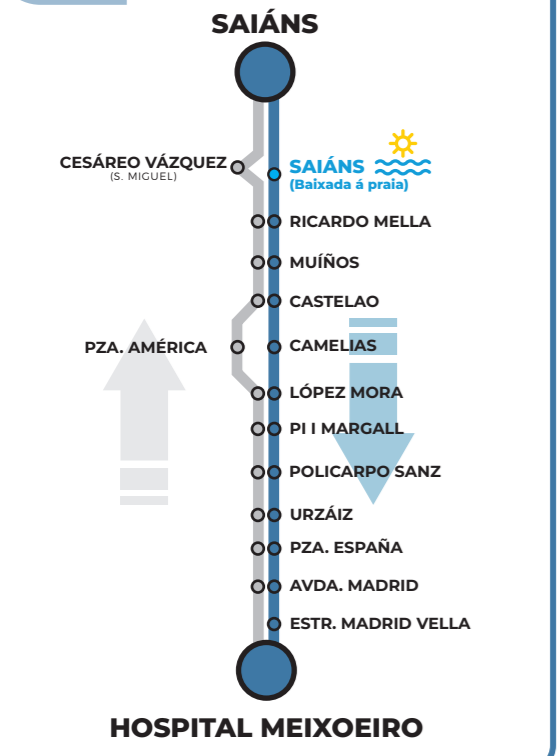 SAIÁNS
CESÁREO VÁZQUEZ
(S. MIGUEL)
SAIÁNS
(Baixada á praia)
RICARDO MELLA
MUÍÑOS
CASTELAO
PZA. AMÉRICA
CAMELIAS
LÓPEZ MORA
PI I MARGALL
POLICARPO SANZ
URZÁIZ
PZA. ESPAÑA
AVDA. MADRID
ESTR. MADRID VELLA
HOSPITAL MEIXOEIRO